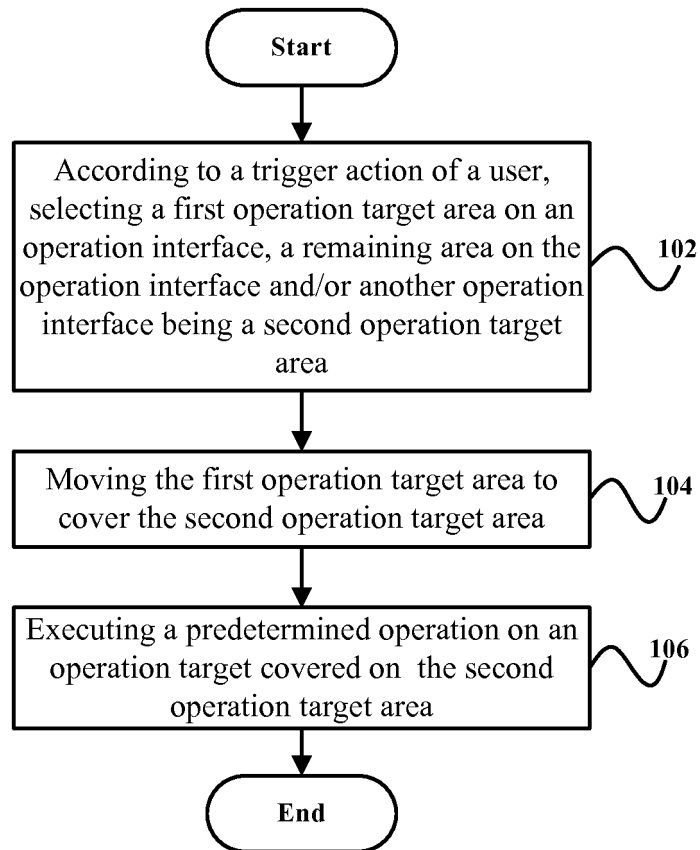 Start
According to a trigger action of a user,
selecting a first operation target area on an
operation interface, a remaining area on the
operation interface and/or another operation
interface being a second operation target
area
102
Moving the first operation target area to
cover the second operation target area
104
Executing a predetermined operation on an
operation target covered on the second
operation target area
106
End